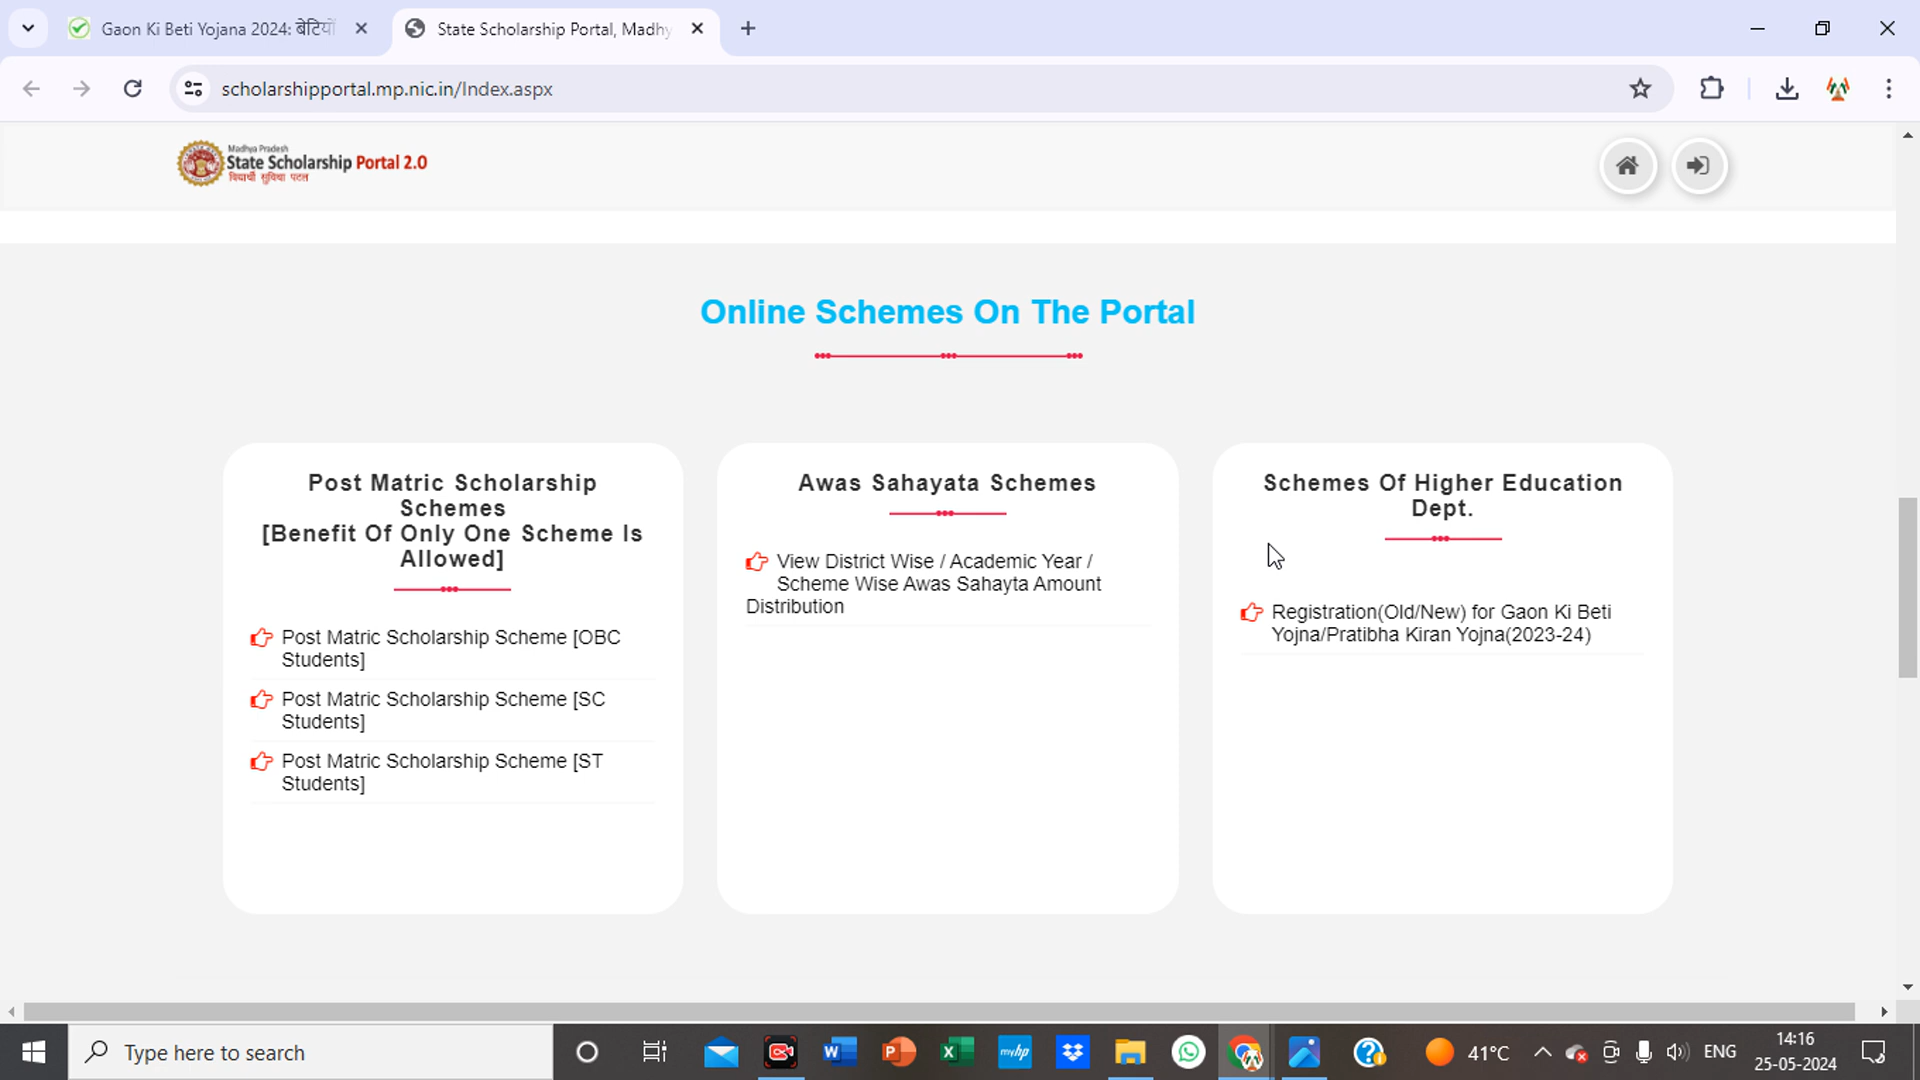 Gaon Ki Beti Yojana 2024: बेटियों
State Scholarship Portal, Madhy
scholarshipportal.mp.nic.in/Index.aspx
Madhya Pradesh
State Scholarship Portal 2.0
विद्यार्थी सुविधा पटल
Online Schemes On The Portal
Post Matric Scholarship
Schemes
[Benefit Of Only One Scheme Is
Allowed]
Post Matric Scholarship Scheme [OBC
Students]
Post Matric Scholarship Scheme [SC
Students]
Post Matric Scholarship Scheme [ST
Students]
Awas Sahayata Schemes
View District Wise / Academic Year /
Scheme Wise Awas Sahayta Amount
Distribution
Schemes Of Higher Education
Dept.
Registration(Old/New) for Gaon Ki Beti
Yojna/Pratibha Kiran Yojna(2023-24)
Type here to search
W
P
X
myhp
?
41°C
ENG
14:16
25-05-2024